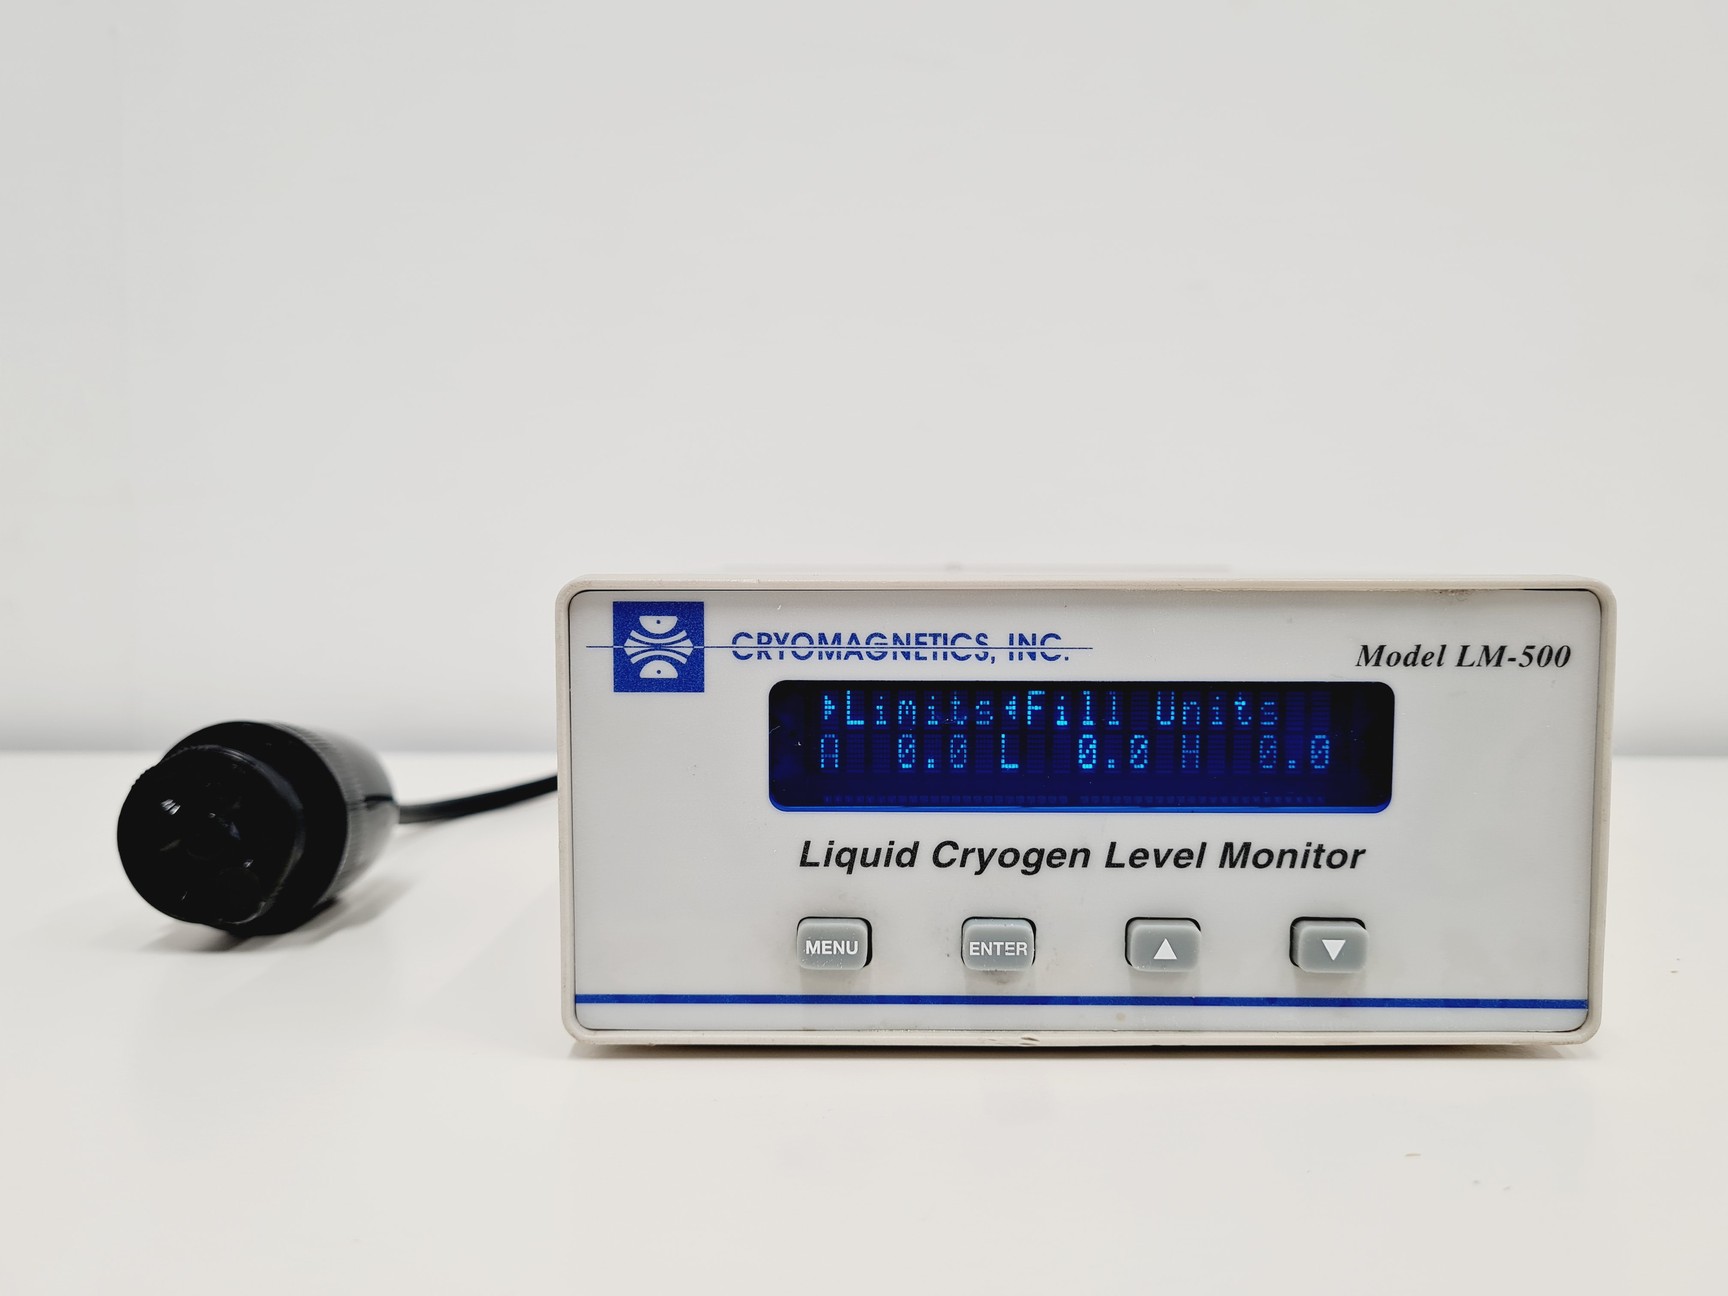 CRYOMAGNETICS, INC.
Model LM-500
▶Limits◀Fill Units
A 0.0 L 0.0 H 0.0
Liquid Cryogen Level Monitor
MENU ENTER ▲ ▼